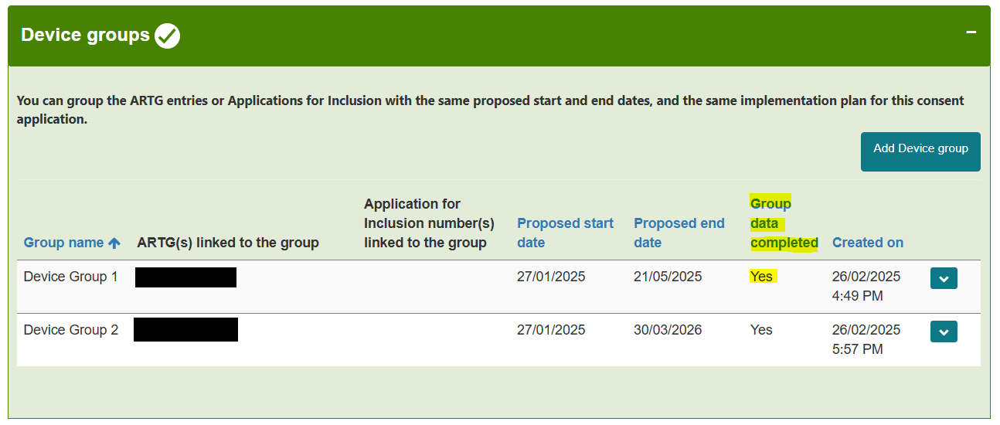 Device groups
You can group the ARTG entries or Applications for Inclusion with the same proposed start and end dates, and the same implementation plan for this consent
application.
Add Device group
Application for
Inclusion number(s)
linked to the group
Group name
ARTG(s) linked to the group
Proposed start
date
Proposed end
date
Group
data
completed
Created on
Device Group 1 27/01/2025 21/05/2025 Yes 26/02/2025
4:49 PM
Device Group 2 27/01/2025 30/03/2026 Yes 26/02/2025
5:57 PM